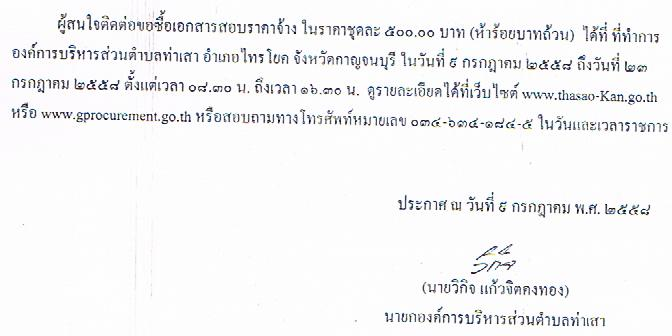 ผู้สนใจติดต่อขอซื้อเอกสารสอบราคาจ้าง ในราคาชุดละ ๕๐๐.๐๐ บาท (ห้าร้อยบาทถ้วน) ได้ที่ ที่ทำการ
องค์การบริหารส่วนตำบลท่าเสา อำเภอไทรโยค จังหวัดกาญจนบุรี ในวันที่ ๙ กรกฎาคม ๒๕๕๘ ถึงวันที่ ๒๓
กรกฎาคม ๒๕๕๘ ตั้งแต่เวลา ๐๘.๓๐ น. ถึงเวลา ๑๖.๓๐ น. ดูรายละเอียดได้ที่เว็บไซต์ www.thasao-Kan.go.th
หรือ www.gprocurement.go.th หรือสอบถามทางโทรศัพท์หมายเลข ๐๓๔-๖๓๔-๑๘๔-๕ ในวันและเวลาราชการ
ประกาศ ณ วันที่ ๙ กรกฎาคม พ.ศ. ๒๕๕๘
(นายวิกิจ แก้วจิตคงทอง)
นายกองค์การบริหารส่วนตำบลท่าเสา